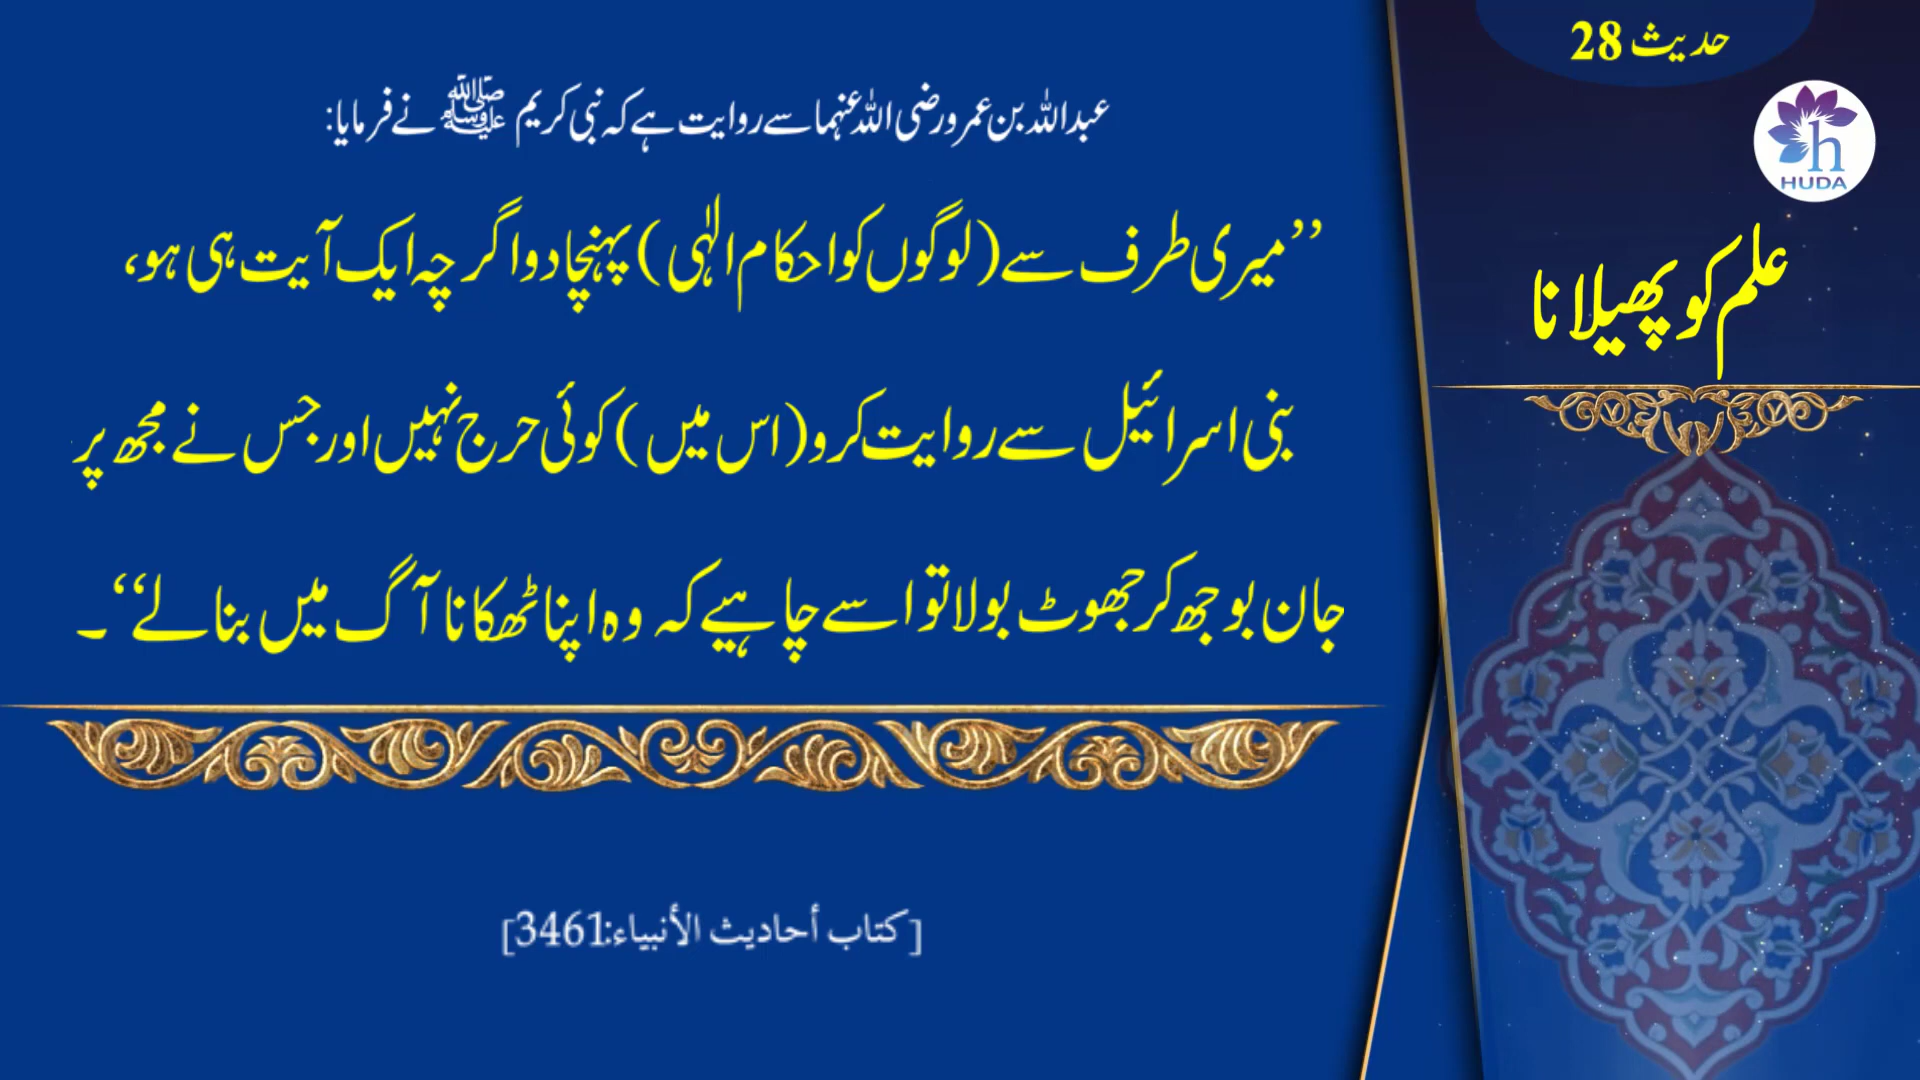 حدیث 28
h
HUDA
علم کو پھیلانا
عبداللہ بن عمرو رضی اللہ عنہما سے روایت ہے کہ نبی کریم ﷺ نے فرمایا:
’’میری طرف سے (لوگوں کو احکام الٰہی) پہنچا دو اگرچہ ایک آیت ہی ہو،
بنی اسرائیل سے روایت کرو (اس میں) کوئی حرج نہیں اور جس نے مجھ پر
جان بوجھ کر جھوٹ بولا تو اسے چاہیے کہ وہ اپنا ٹھکانا آگ میں بنا لے‘‘۔
[کتاب أحادیث الأنبیاء:3461]